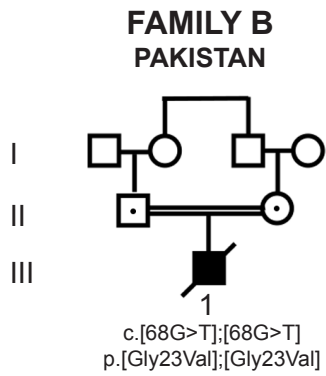 FAMILY B
PAKISTAN
I
II
III
1
c.[68G>T];[68G>T]
p.[Gly23Val];[Gly23Val]